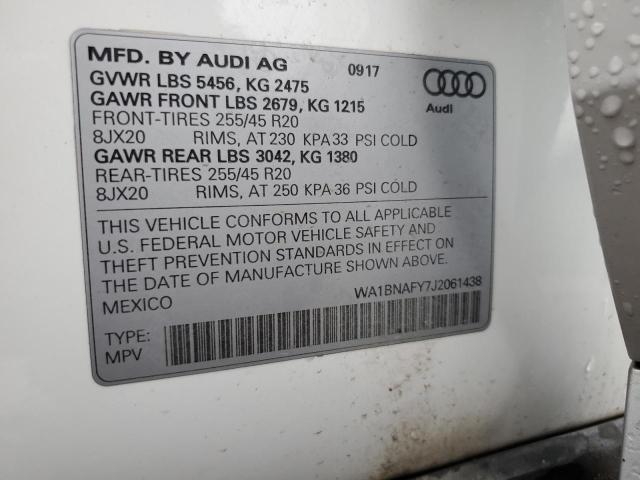 MFD. BY AUDI AG 0917
GVWR LBS 5456, KG 2475
GAWR FRONT LBS 2679, KG 1215
Audi
FRONT-TIRES 255/45 R20
8JX20 RIMS, AT 230 KPA 33 PSI COLD
GAWR REAR LBS 3042, KG 1380
REAR-TIRES 255/45 R20
8JX20 RIMS, AT 250 KPA 36 PSI COLD
THIS VEHICLE CONFORMS TO ALL APPLICABLE
U.S. FEDERAL MOTOR VEHICLE SAFETY AND
THEFT PREVENTION STANDARDS IN EFFECT ON
THE DATE OF MANUFACTURE SHOWN ABOVE.
MEXICO WA1BNAFY7J2061438
TYPE:
MPV